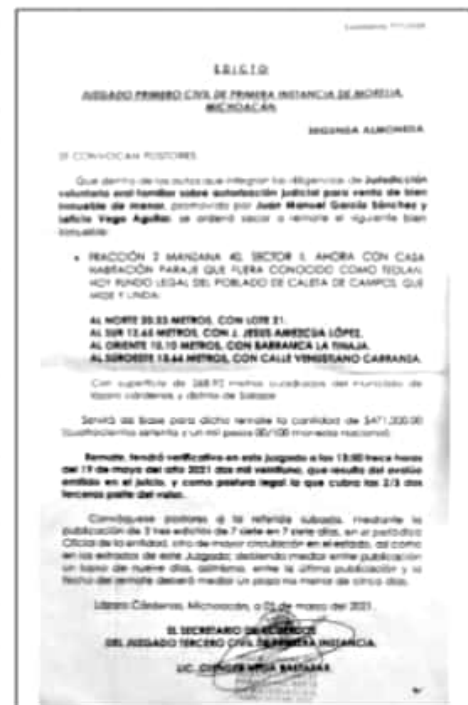 EDICTO
JUZGADO PRIMERO CIVIL DE PRIMERA INSTANCIA DE MORELIA,
MICHOACÁN.
SEGUNDA ALMONEDA
SE CONVOCAN POSTORES.
Que dentro de los autos que integran las diligencias de Jurisdicción
voluntaria oral familiar sobre autorización judicial para venta de bien
inmueble de menor, promovido por Juan Manuel García Sánchez y
Leticia Vega Aguilar, se ordenó sacar a remate el siguiente bien
inmueble:
• FRACCIÓN 2 MANZANA 40, SECTOR I, AHORA CON CASA
HABITACIÓN PARAJE QUE FUERA CONOCIDO COMO TEOLAN,
HOY FUNDO LEGAL DEL POBLADO DE CALETA DE CAMPOS, QUE
MIDE Y LINDA:
AL NORTE METROS, CON LOTE 21.
AL SUR METROS, CON J. JESUS AMEZCUA LÓPEZ.
AL ORIENTE METROS, CON BARRANCA LA TINAJA.
AL SUROESTE METROS, CON CALLE VENUSTIANO CARRANZA.
Con superficie de metros cuadrados del municipio de
lázaro cárdenas y distrito de Salazar
Servirá de base para dicho remate la cantidad de $471,000.00
(cuatrocientos setenta y un mil pesos 00/100 moneda nacional).
Remate, tendrá verificativo en este juzgado a las 13:00 trece horas
del 19 de mayo del año 2021 dos mil veintiuno, que resulta del avalúo
emitido en el juicio, y como postura legal la que cubra las 2/3 dos
terceras parte del valor.
Convóquese postores a la referida subasta, mediante la
publicación de 3 tres edictos de 7 siete en 7 siete días, en el periódico
Oficial de la entidad, otro de mayor circulación en el estado, así como
en los estrados de este Juzgado; debiendo mediar entre publicación
un lapso de nueve días, asimismo, entre la última publicación y la
fecha del remate deberá mediar un plazo no menor de cinco días.
Lázaro Cárdenas, Michoacán, a 05 de marzo del 2021.
EL SECRETARIO DE ACUERDOS
DEL JUZGADO TERCERO CIVIL DE PRIMERA INSTANCIA.
LIC. VEGA